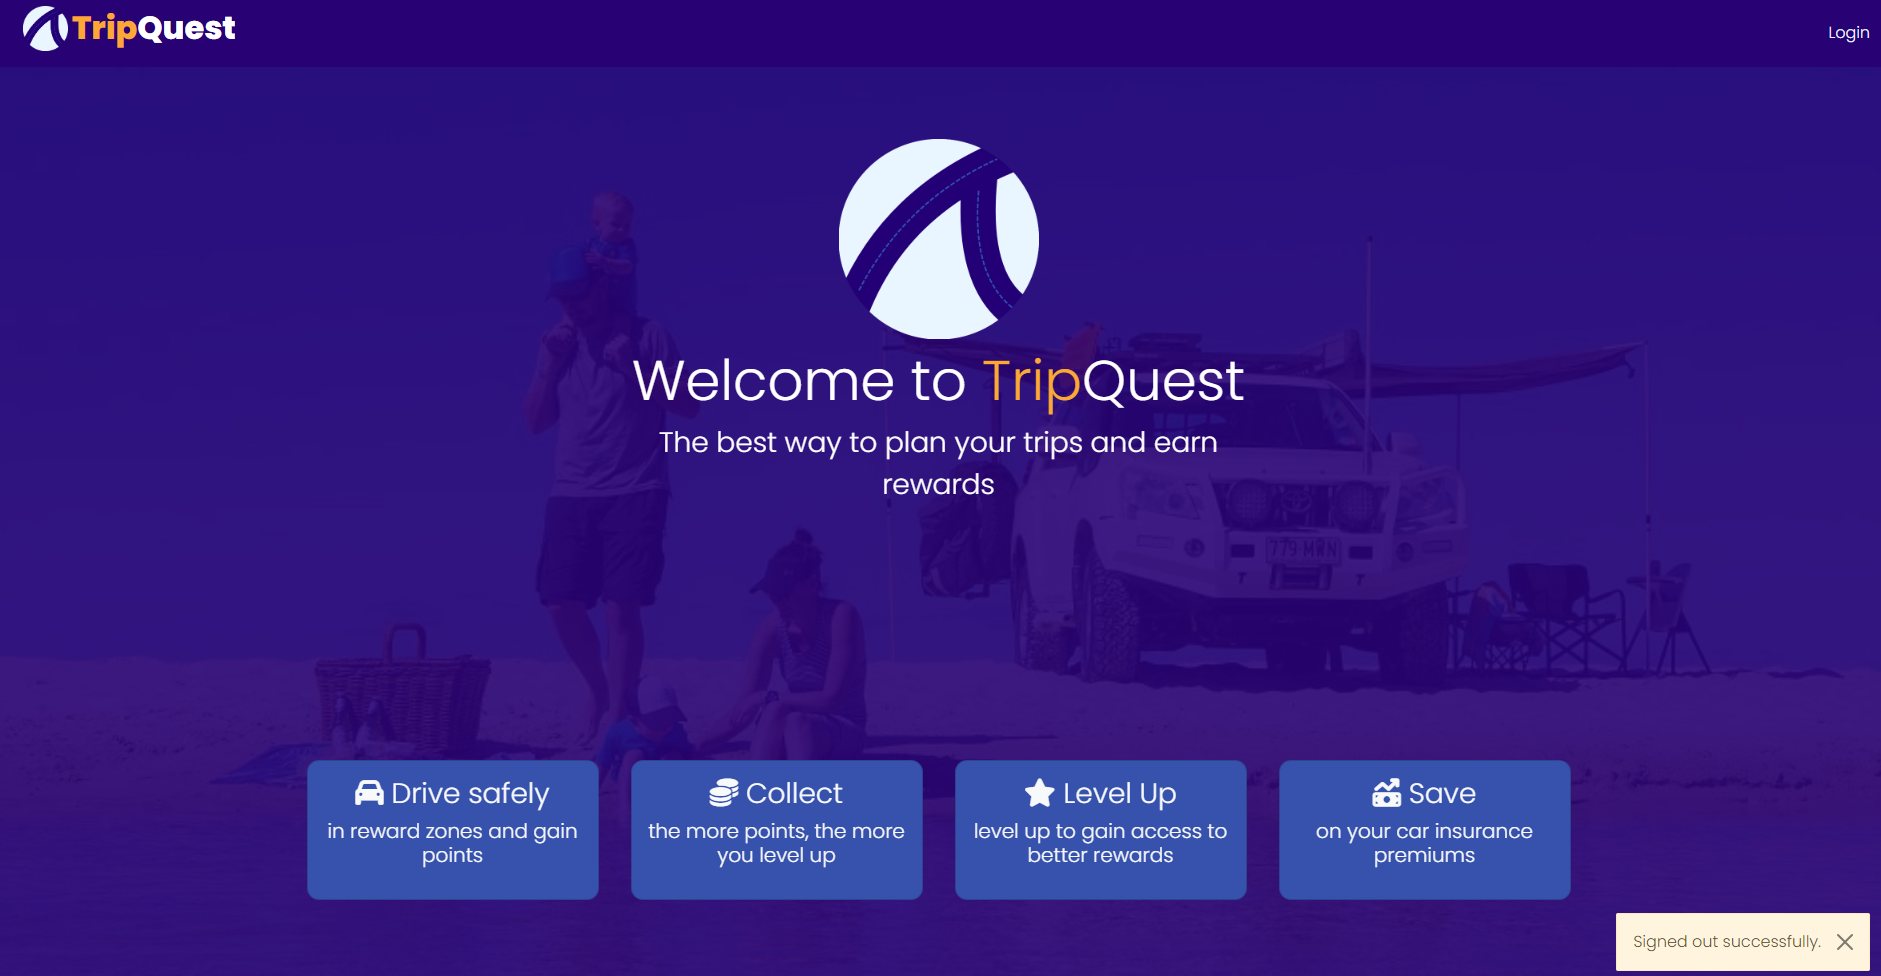 TripQuest
Login
Welcome to TripQuest
The best way to plan your trips and earn
rewards
779 MWN
Drive safely
in reward zones and gain
points
Collect
the more points, the more
you level up
Level Up
level up to gain access to
better rewards
Save
on your car insurance
premiums
Signed out successfully.